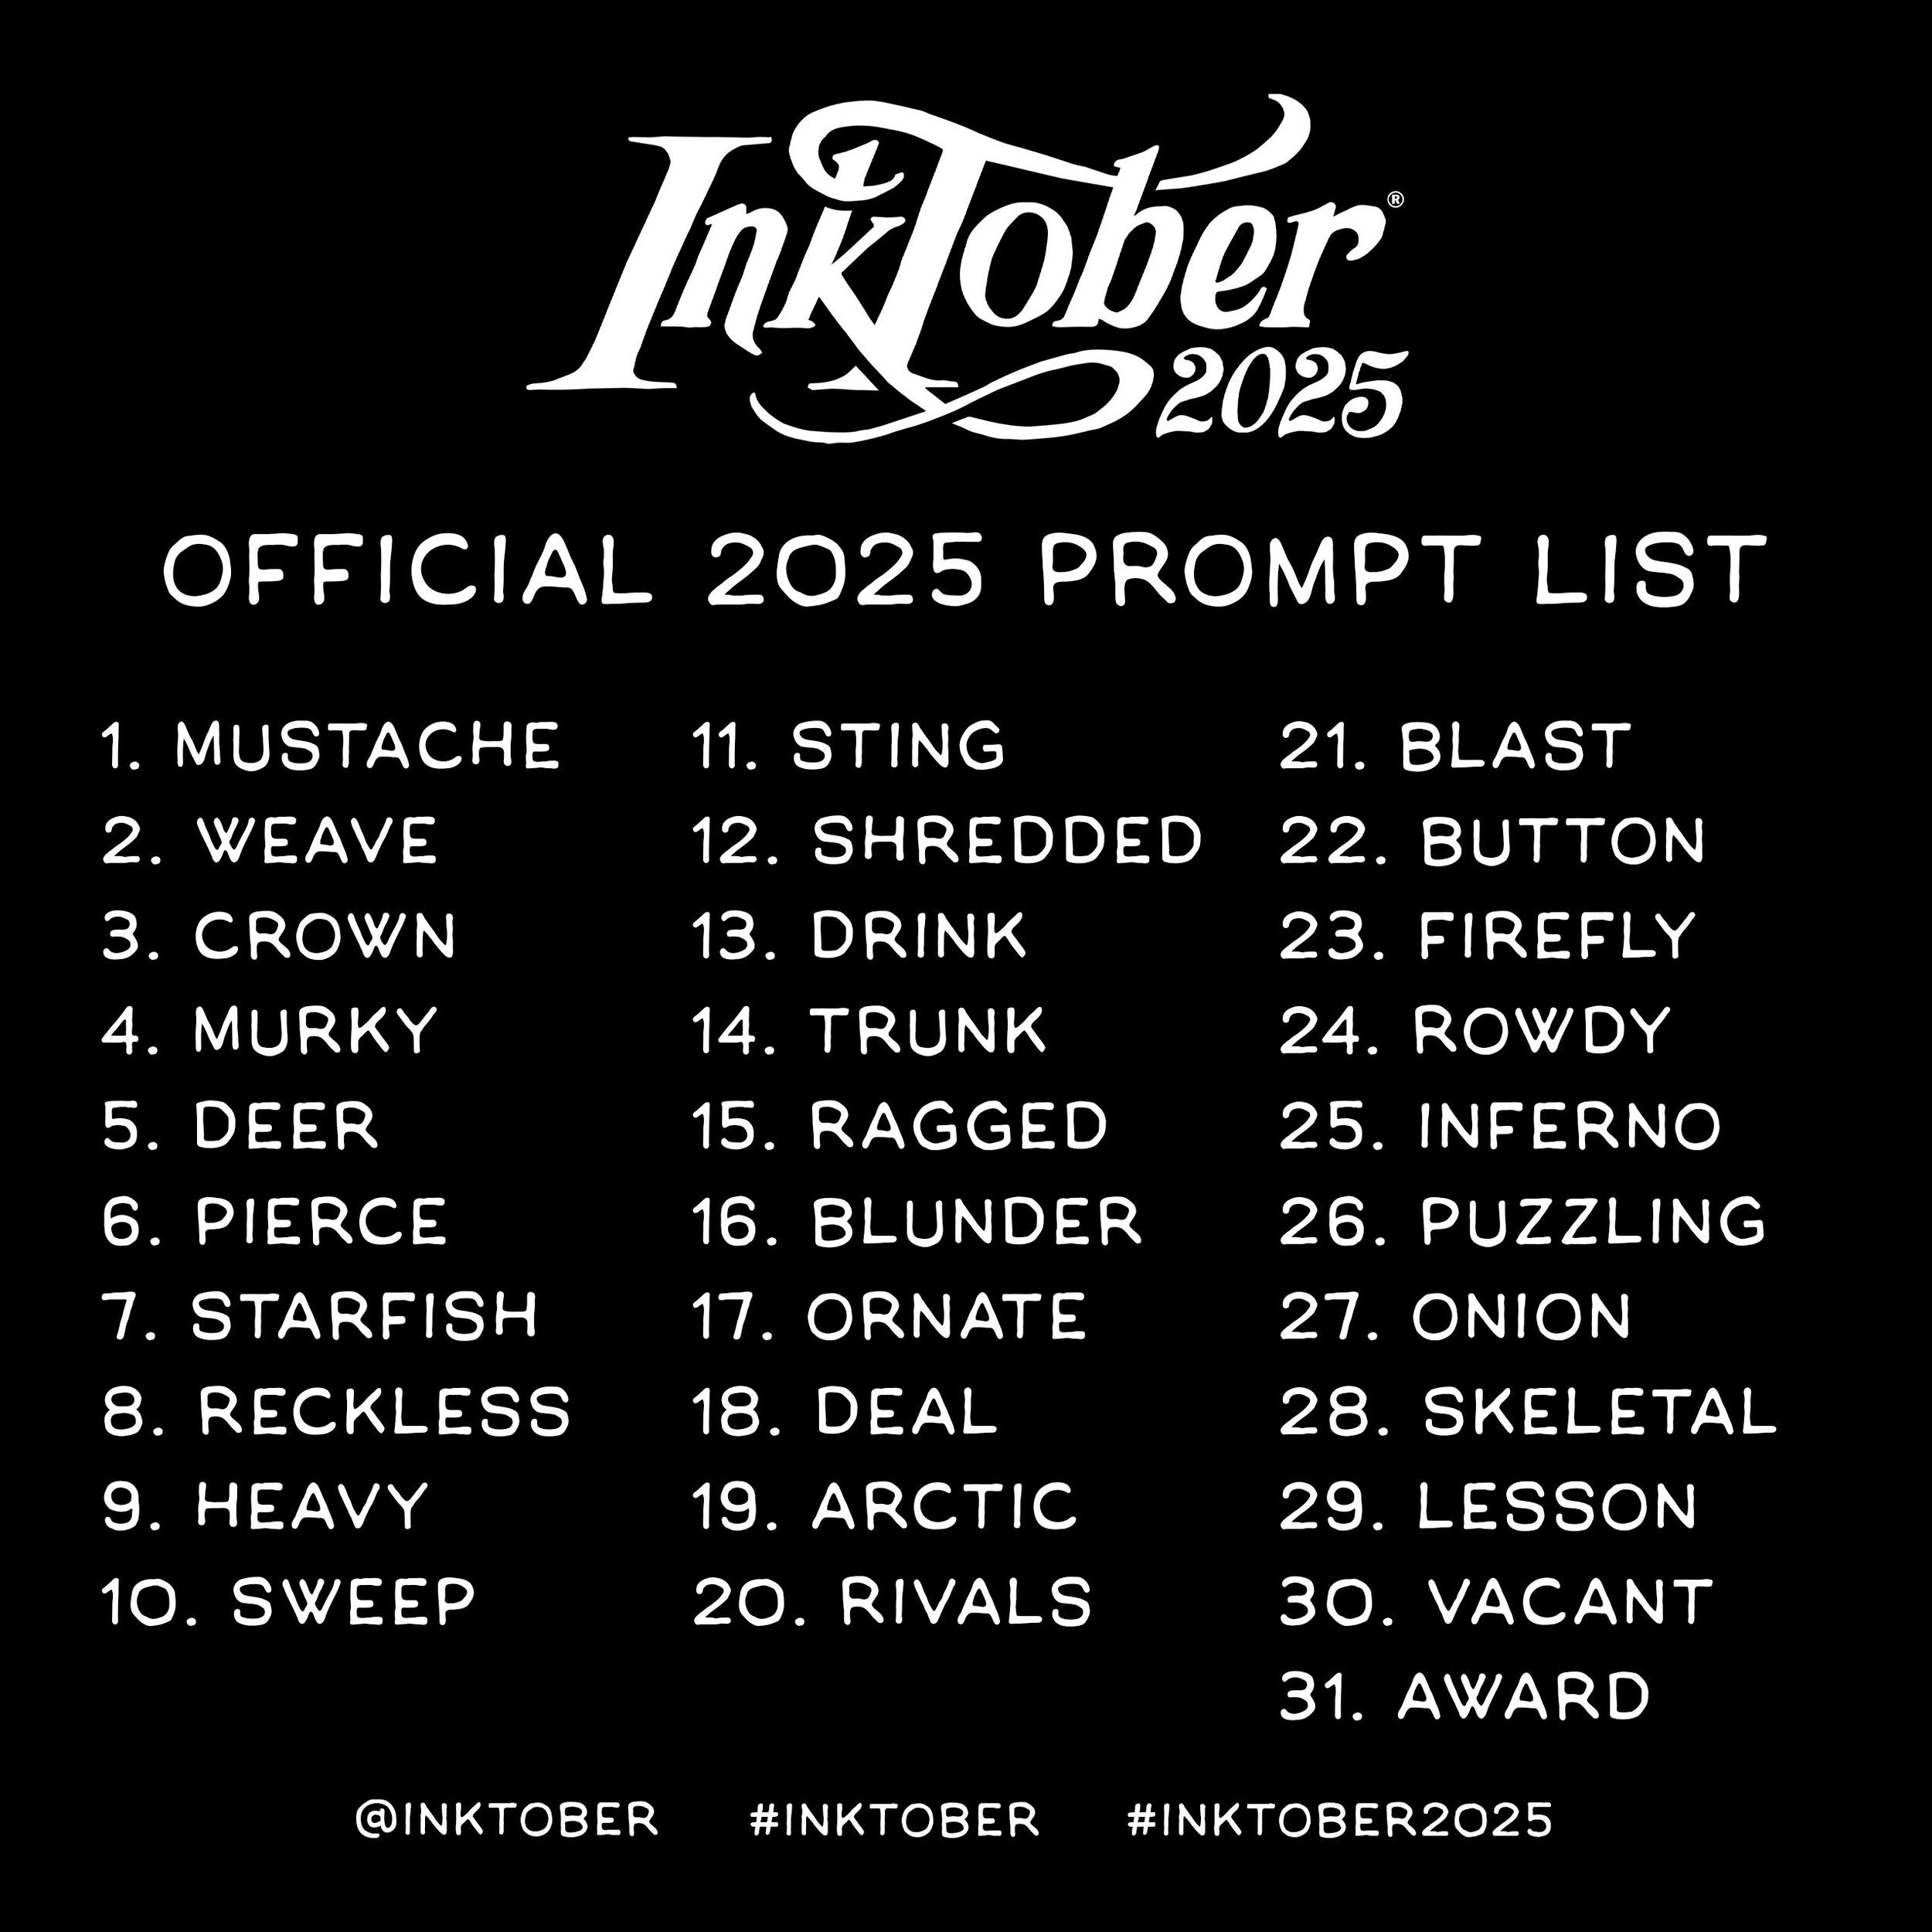 InkTober® 2025
OFFICIAL 2025 PROMPT LIST
1. MUSTACHE
2. WEAVE
3. CROWN
4. MURKY
5. DEER
6. PIERCE
7. STARFISH
8. RECKLESS
9. HEAVY
10. SWEEP
11. STING
12. SHREDDED
13. DRINK
14. TRUNK
15. RAGGED
16. BLUNDER
17. ORNATE
18. DEAL
19. ARCTIC
20. RIVALS
21. BLAST
22. BUTTON
23. FIREFLY
24. ROWDY
25. INFERNO
26. PUZZLING
27. ONION
28. SKELETAL
29. LESSON
30. VACANT
31. AWARD
@INKTOBER #INKTOBER #INKTOBER2025